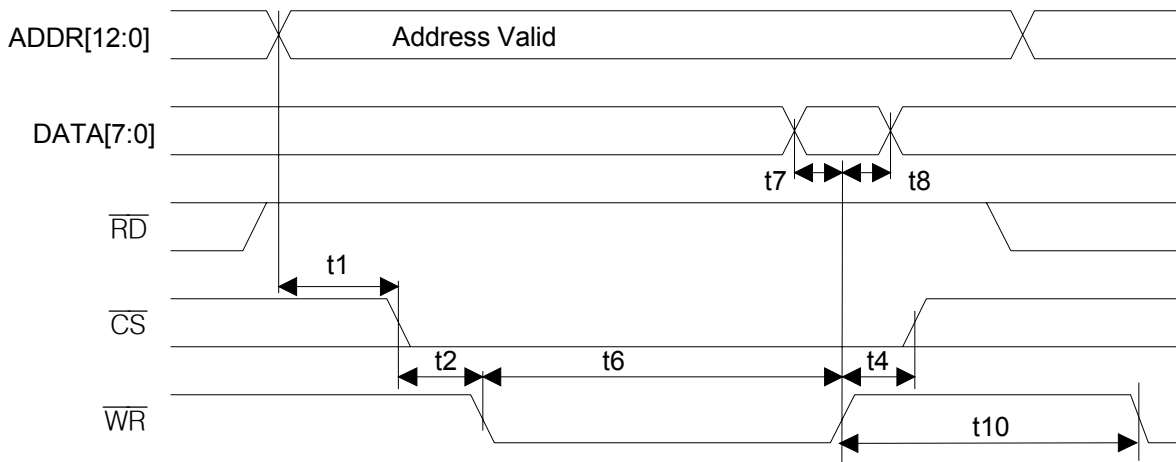 ADDR[12:0]
Address Valid
DATA[7:0]
t7
t8
RD
t1
CS
t2
t6
t4
WR
t10